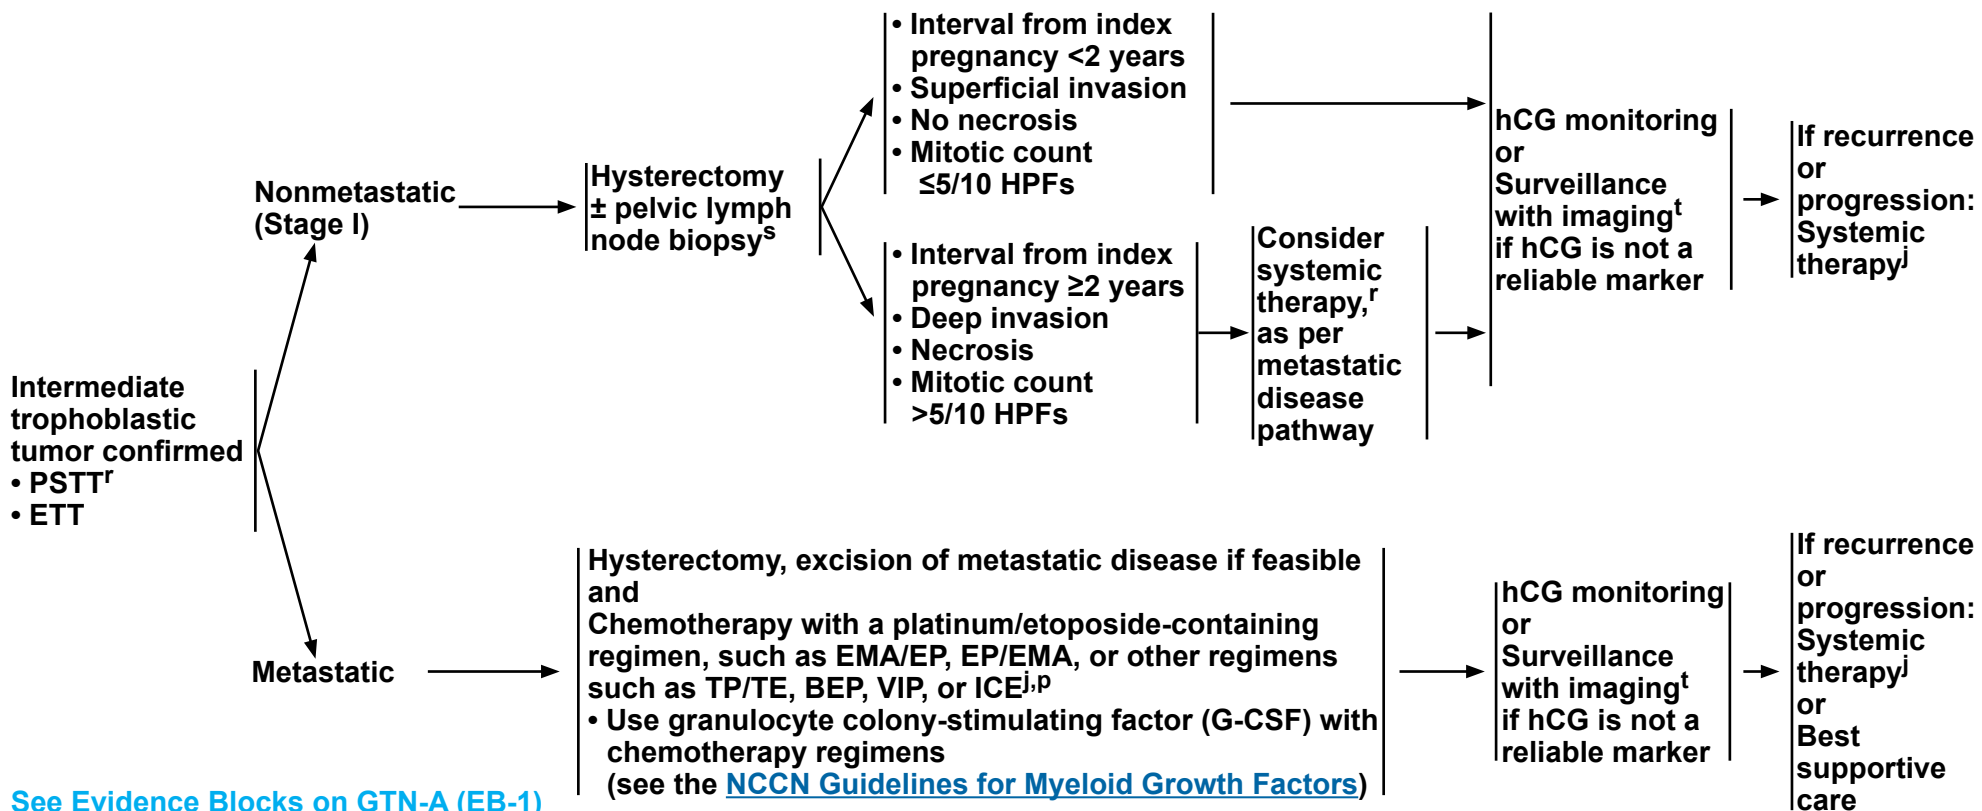 Intermediate
trophoblastic
tumor confirmed
• PSTTr
• ETT
Nonmetastatic
(Stage I)
Hysterectomy
± pelvic lymph
node biopsys
• Interval from index
pregnancy <2 years
• Superficial invasion
• No necrosis
• Mitotic count
≤5/10 HPFs
• Interval from index
pregnancy ≥2 years
• Deep invasion
• Necrosis
• Mitotic count
>5/10 HPFs
Consider
systemic
therapy,r
as per
metastatic
disease
pathway
hCG monitoring
or
Surveillance
with imagingt
if hCG is not a
reliable marker
If recurrence
or
progression:
Systemic
therapyj
Metastatic
Hysterectomy, excision of metastatic disease if feasible
and
Chemotherapy with a platinum/etoposide-containing
regimen, such as EMA/EP, EP/EMA, or other regimens
such as TP/TE, BEP, VIP, or ICEj,p
• Use granulocyte colony-stimulating factor (G-CSF) with
chemotherapy regimens
(see the NCCN Guidelines for Myeloid Growth Factors)
hCG monitoring
or
Surveillance
with imagingt
if hCG is not a
reliable marker
If recurrence
or
progression:
Systemic
therapyj
or
Best
supportive
care
See Evidence Blocks on GTN-A (EB-1)